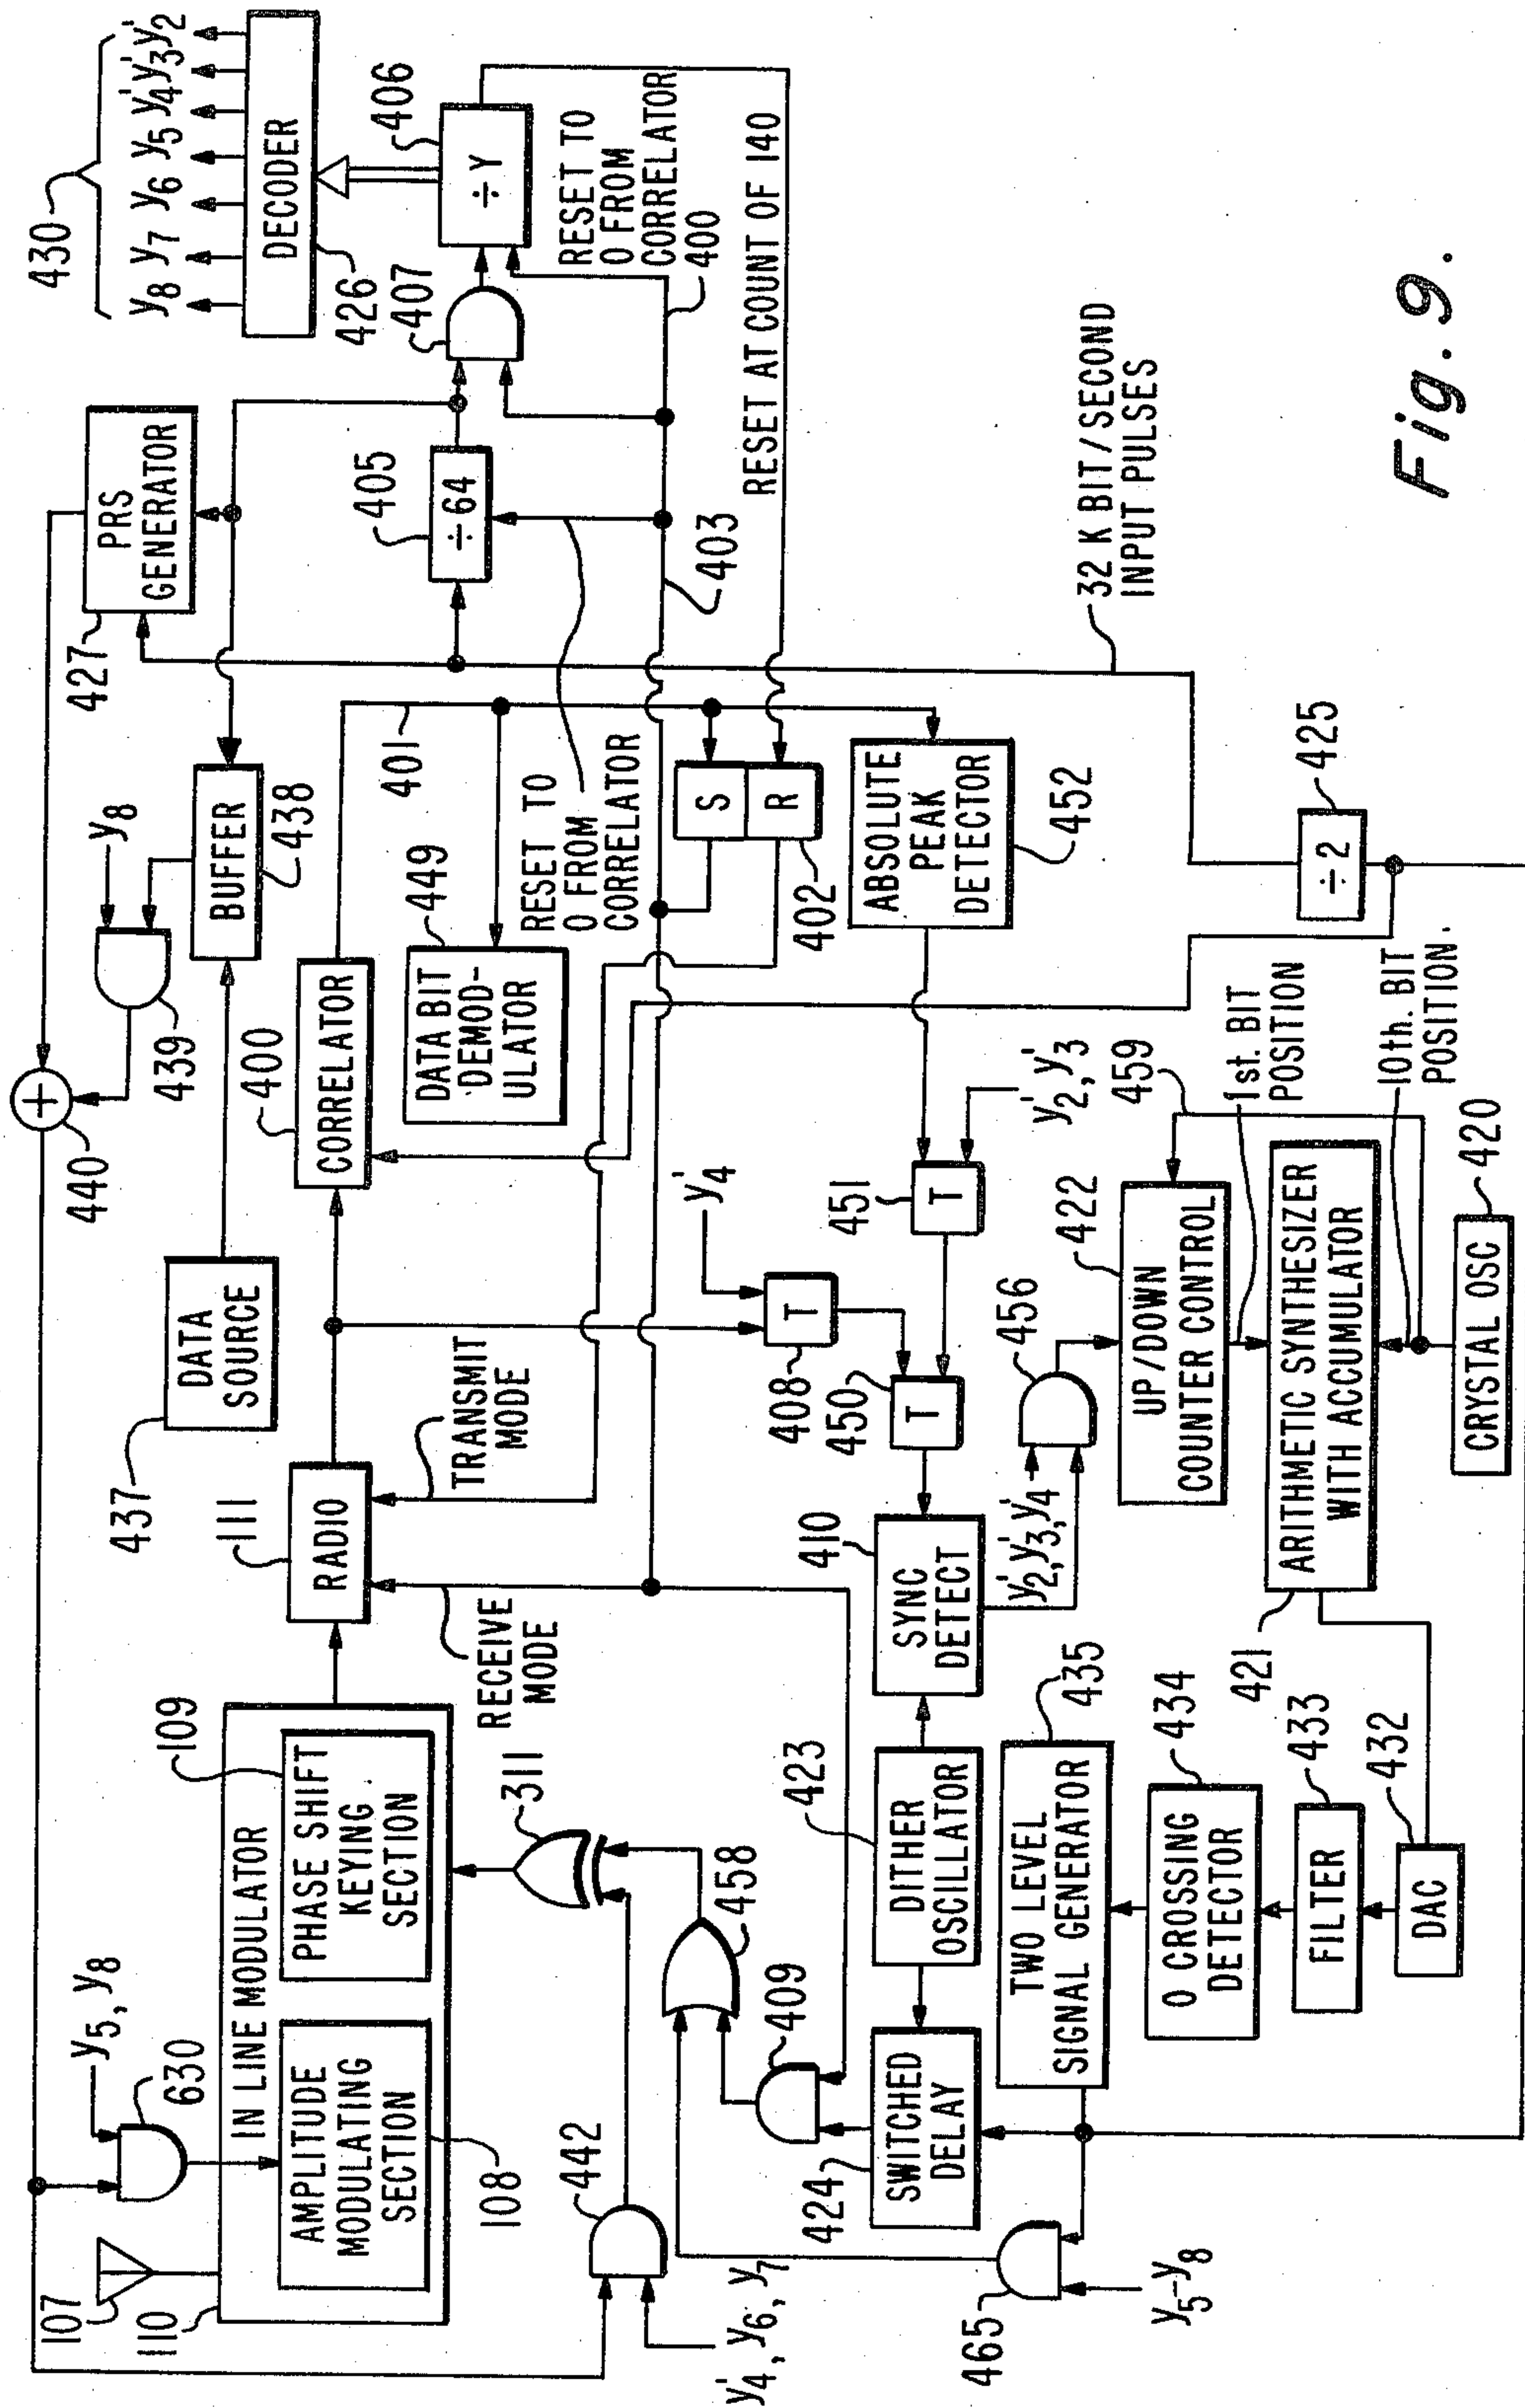 430
y8 y7 y6 y5 y'4 y'3 y'2
DECODER
426
406
÷Y
407
RESET TO
0 FROM
CORRELATOR
400
RESET AT COUNT OF 140
427
PRS
GENERATOR
405
÷64
403
32 K BIT/SECOND
INPUT PULSES
Fig. 9.
y8
439
440
BUFFER
438
401
RESET TO
0 FROM
CORRELATOR
S
R
402
ABSOLUTE
PEAK
DETECTOR
452
÷2
425
400
CORRELATOR
449
DATA BIT
DEMOD-
ULATOR
437
DATA
SOURCE
TRANSMIT
MODE
y'4
T
408
T
450
T
451
y'2, y'3
459
1st. BIT
POSITION
10th. BIT
POSITION.
111
RADIO
RECEIVE
MODE
410
SYNC
DETECT
y'2, y'3, y'4
456
422
UP/DOWN
COUNTER CONTROL
ARITHMETIC SYNTHESIZER
WITH ACCUMULATOR
421
CRYSTAL OSC
420
y5, y8
630
107
110
IN LINE MODULATOR
109
AMPLITUDE
MODULATING
SECTION
108
PHASE SHIFT
KEYING
SECTION
311
458
442
y'4, y6, y7
409
423
DITHER
OSCILLATOR
424
SWITCHED
DELAY
465
y5-y8
435
TWO LEVEL
SIGNAL GENERATOR
434
0 CROSSING
DETECTOR
433
FILTER
432
DAC